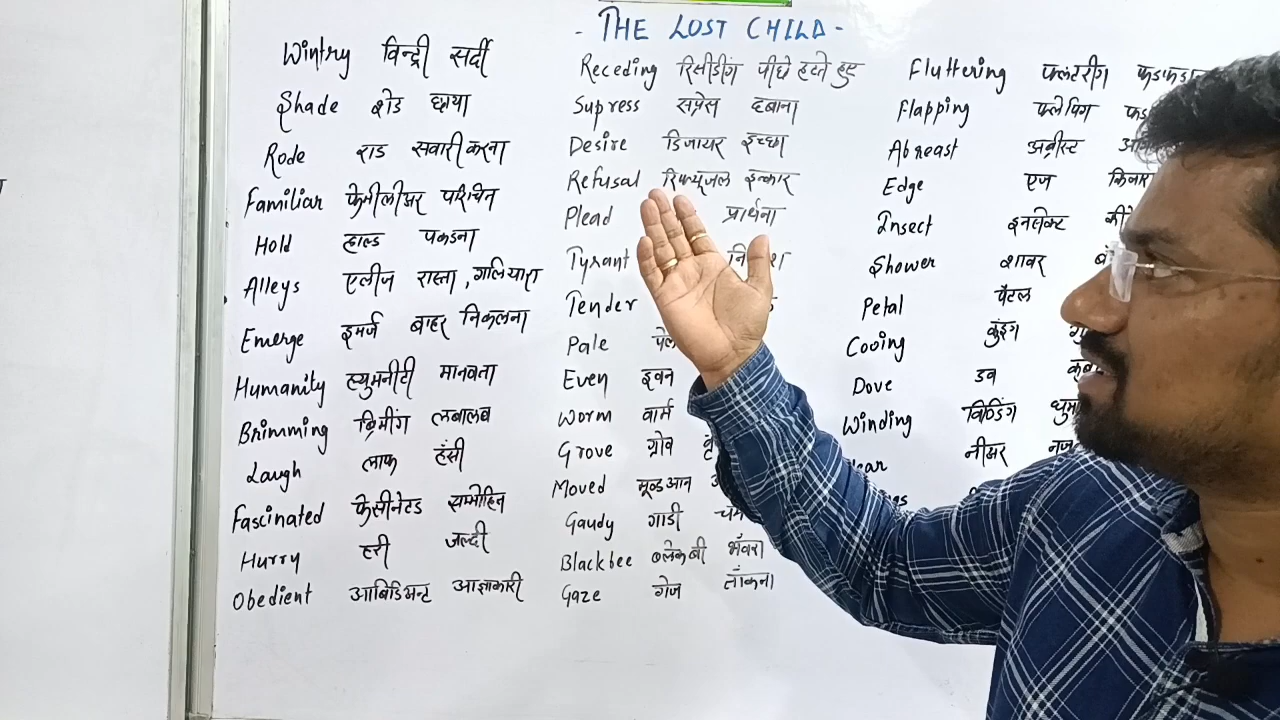 - THE LOST CHILD -
Wintry विन्द्री सर्दी
Shade शेड छाया
Rode राड सवारी करना
Familiar फेमीलीअर परिचित
Hold हाल्ड पकडना
Alleys एलीज रास्ता, गलियारा
Emerge इमर्ज बाहर निकलना
Humanity ह्युमनीटी मानवता
Brimming ब्रिमींग लबालब
Laugh लाफ हंसी
Fascinated फेसीनेटेड सम्मोहित
Hurry हरी जल्दी
Obedient आबिडिअन्ट आज्ञाकारी
Receding रिसीडींग पीछे हटते हुए
Supress सप्रेस दबाना
Desire डिजायर इच्छा
Refusal रिफ्यूजल इन्कार
Plead प्रार्थना
Tyrant
Tender
Pale
Even इवन
Worm वार्म
Grove ग्रोव
Moved मूव्ड आन
Gaudy गाडी
Blackbee ब्लेकबी भँवरा
Gaze गेज ताँकना
Fluttering फ्लटरींग
Flapping फ्लेपिंग
Abreast अब्रीस्ट
Edge एज
Insect इनसेक्ट
Shower शावर
Petal पैटल
Cooing कुंइंग
Dove डव
Winding विण्डिंग
नीअर